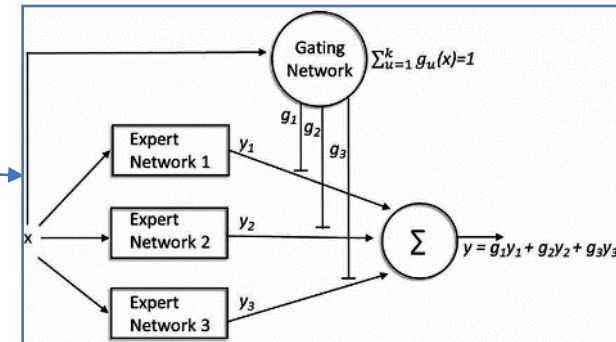 Gating
Network
∑ᵏᵤ₌₁ gᵤ(x)=1
g₁
g₂
g₃
Expert
Network 1
y₁
x
Expert
Network 2
y₂
∑
y = g₁y₁ + g₂y₂ + g₃y₃
Expert
Network 3
y₃